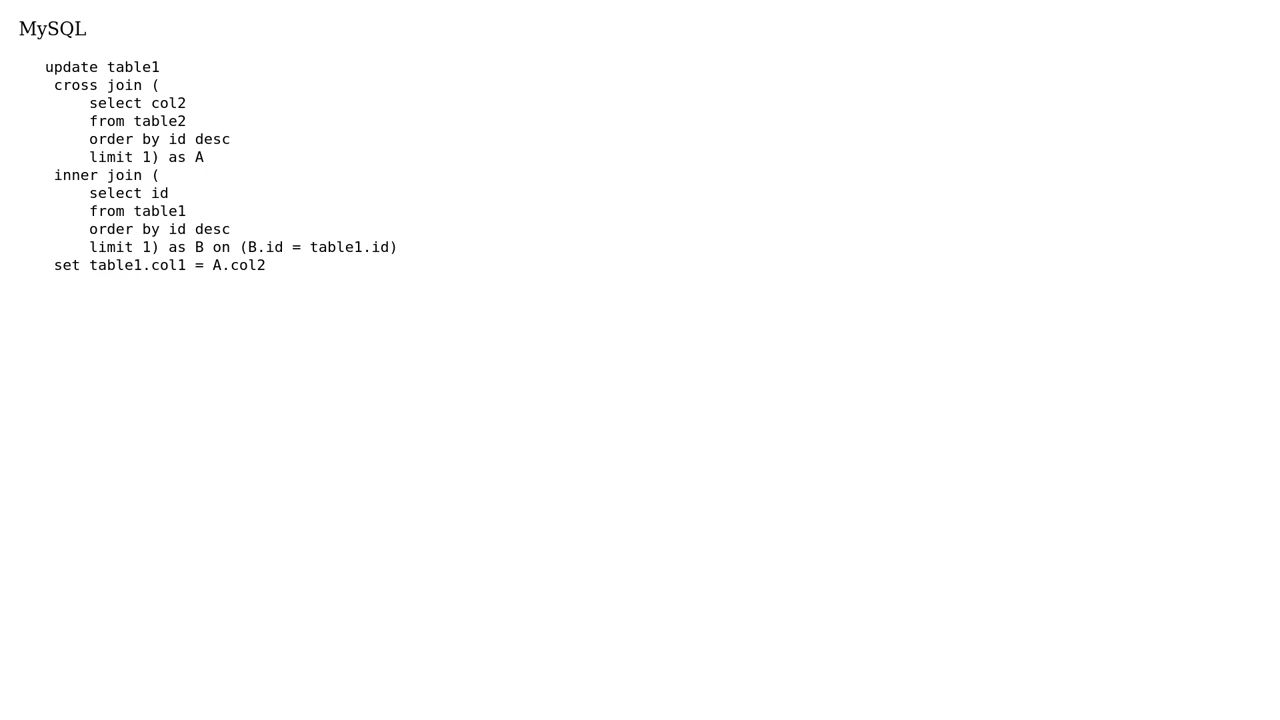 MySQL
update table1
cross join (
select col2
from table2
order by id desc
limit 1) as A
inner join (
select id
from table1
order by id desc
limit 1) as B on (B.id = table1.id)
set table1.col1 = A.col2